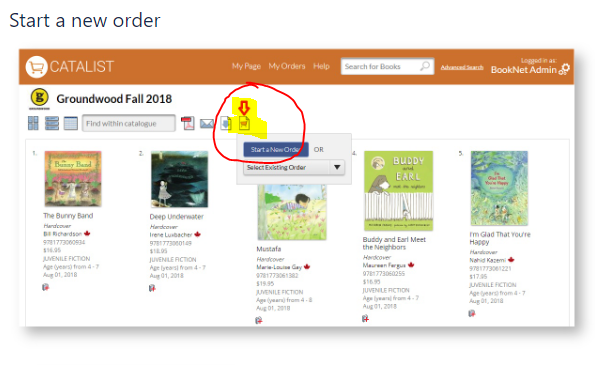 Start a new order
CATALIST
My Page My Orders Help
Search for Books
Advanced Search
Logged in as:
BookNet Admin
g
Groundwood Fall 2018
Find within catalogue
Start a New Order OR
Select Existing Order
1.
Bunny Band
The Bunny Band
Hardcover
Bill Richardson
9781773060934
$16.95
JUVENILE FICTION
Age (years) from 4 - 7
Aug 01, 2018
2.
Deep Underwater
Hardcover
Irene Luxbacher
9781773060149
$18.95
JUVENILE FICTION
Age (years) from 4 - 7
Aug 01, 2018
Mustafa
Hardcover
Marie-Louise Gay
9781773061382
$19.95
JUVENILE FICTION
Age (years) from 4 - 8
Aug 01, 2018
4.
BUDDY
and
EARL
Buddy and Earl Meet
the Neighbors
Hardcover
Maureen Fergus
9781773060255
$16.95
JUVENILE FICTION
Age (years) from 4 - 7
Aug 01, 2018
5.
I'm Glad That You're
Happy
Hardcover
Nahid Kazemi
9781773061221
$17.95
JUVENILE FICTION
Age (years) from 4 - 7
Aug 01, 2018